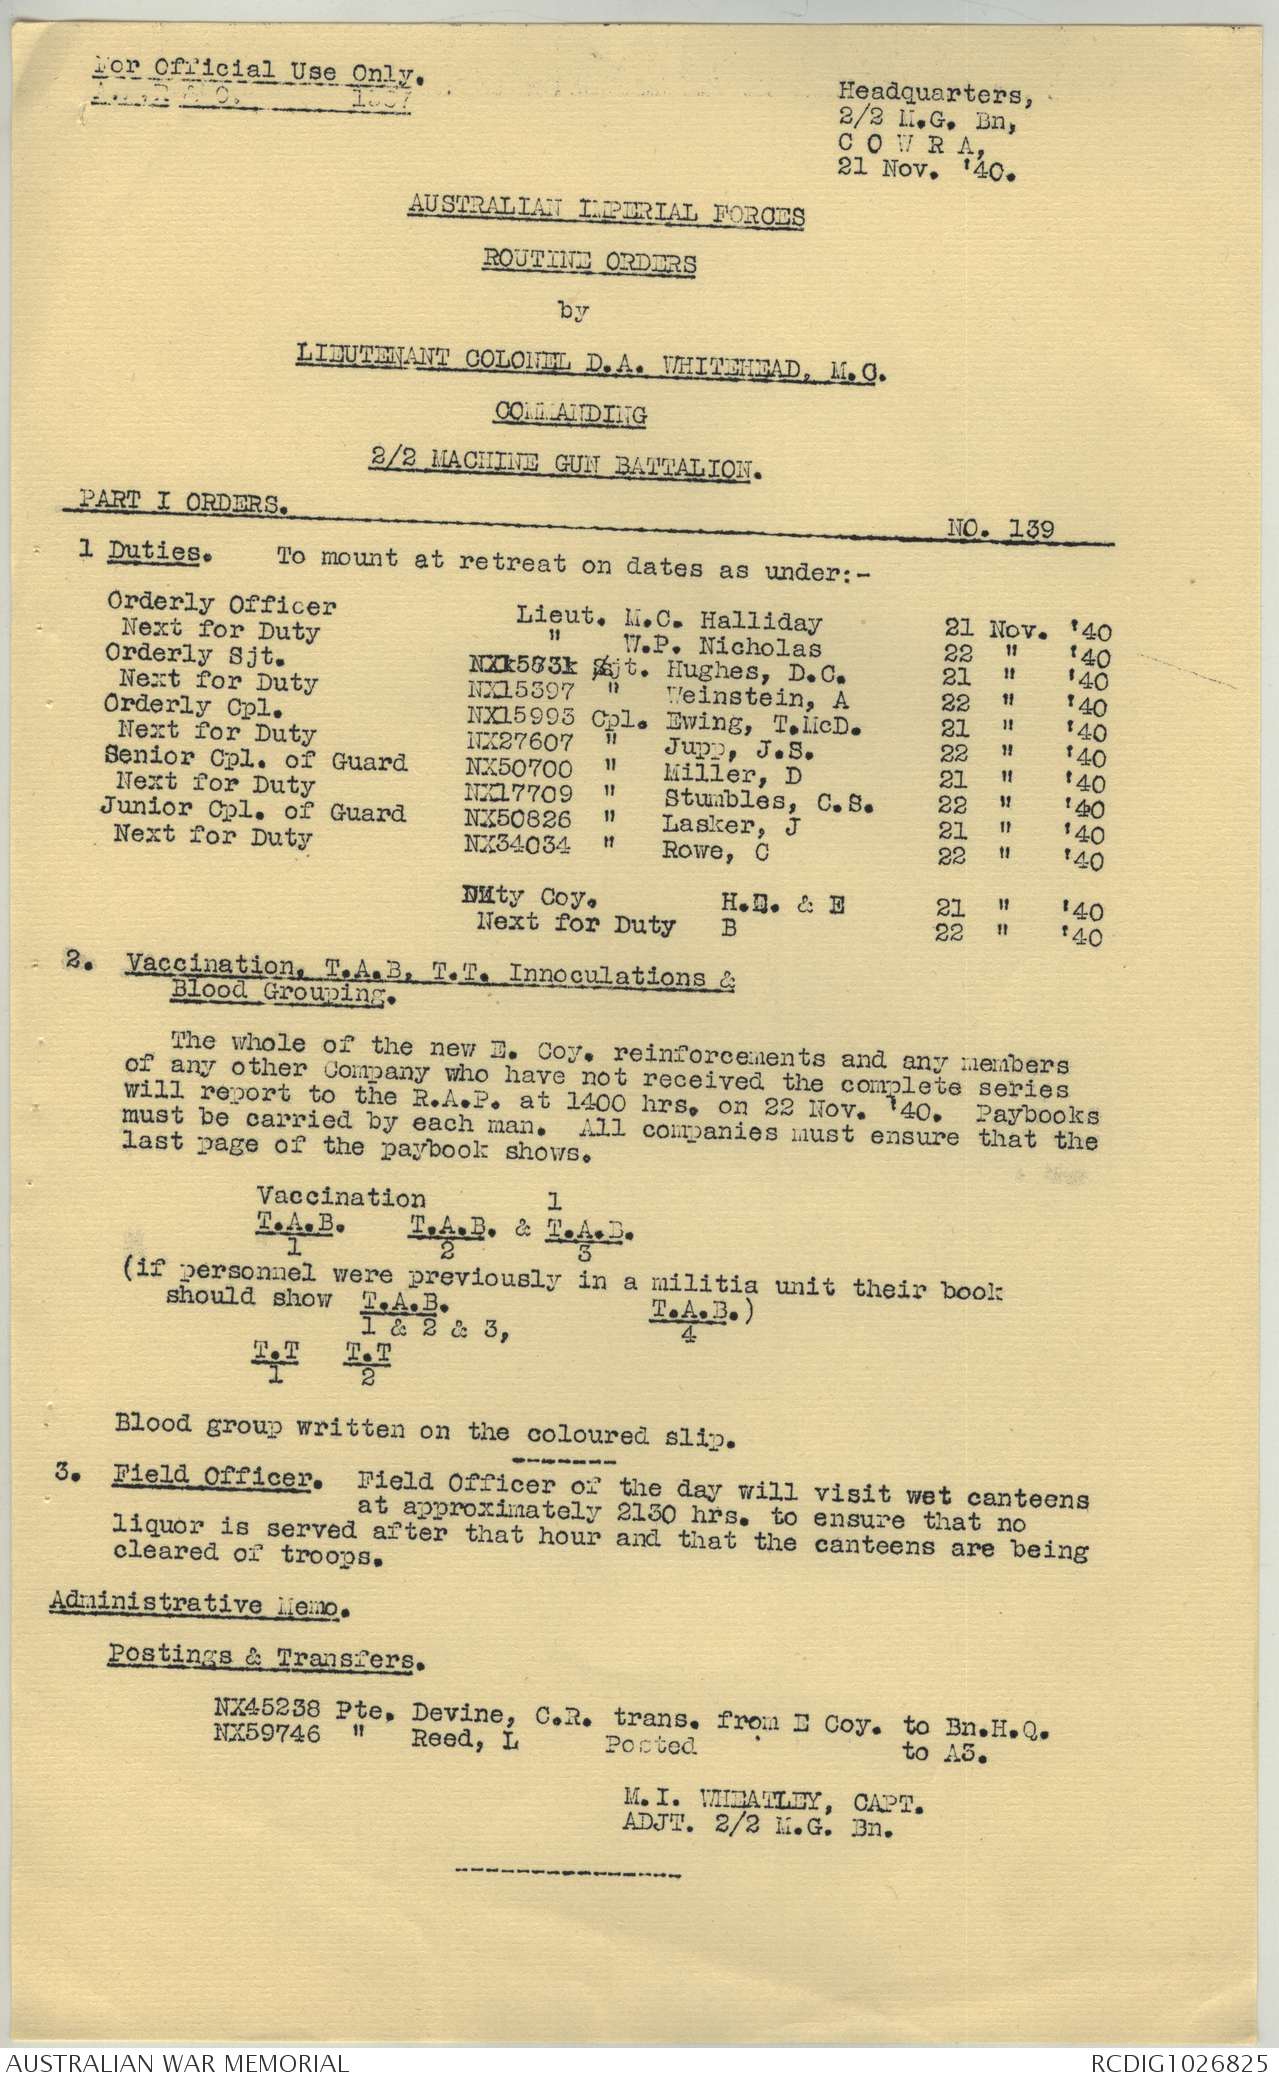 For Official Use Only.
Headquarters,
2/2 M.G. Bn,
C O W R A,
21 Nov. '40.
AUSTRALIAN IMPERIAL FORCES
ROUTINE ORDERS
by
LIEUTENANT COLONEL D.A. WHITEHEAD, M.C.
COMMANDING
2/2 MACHINE GUN BATTALION.
PART I ORDERS. NO. 139
1 Duties. To mount at retreat on dates as under:-
Orderly Officer Lieut. M.C. Halliday 21 Nov. '40
Next for Duty " W.P. Nicholas 22 " '40
Orderly Sjt. Sjt. Hughes, D.C. 21 " '40
Next for Duty NX15397 " Weinstein, A 22 " '40
Orderly Cpl. NX15993 Cpl. Ewing, T.McD. 21 " '40
Next for Duty NX27607 " Jupp, J.S. 22 " '40
Senior Cpl. of Guard NX50700 " Miller, D 21 " '40
Next for Duty NX17709 " Stumbles, C.S. 22 " '40
Junior Cpl. of Guard NX50826 " Lasker, J 21 " '40
Next for Duty NX34034 " Rowe, C 22 " '40
Duty Coy. H.Q. & E 21 " '40
Next for Duty B 22 " '40
2. Vaccination, T.A.B, T.T. Innoculations &
Blood Grouping.
The whole of the new E. Coy. reinforcements and any members
of any other Company who have not received the complete series
will report to the R.A.P. at 1400 hrs. on 22 Nov. '40. Paybooks
must be carried by each man. All companies must ensure that the
last page of the paybook shows.
Vaccination 1
T.A.B. T.A.B. & T.A.B.
1 2 3
(if personnel were previously in a militia unit their book
should show T.A.B. T.A.B.)
1 & 2 & 3, 4
T.T T.T
1 2
Blood group written on the coloured slip.
-------
3. Field Officer. Field Officer of the day will visit wet canteens
at approximately 2130 hrs. to ensure that no
liquor is served after that hour and that the canteens are being
cleared of troops.
Administrative Memo.
Postings & Transfers.
NX45238 Pte. Devine, C.R. trans. from E Coy. to Bn.H.Q.
NX59746 " Reed, L Posted to A3.
M.I. WHEATLEY, CAPT.
ADJT. 2/2 M.G. Bn.
---------------
AUSTRALIAN WAR MEMORIAL RCDIG1026825